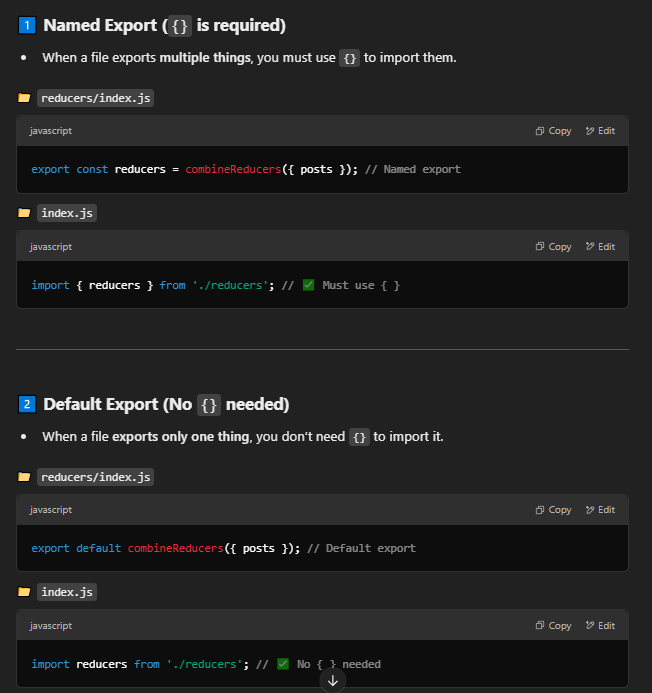 1 Named Export ({} is required)
• When a file exports multiple things, you must use {} to import them.
reducers/index.js
javascript Copy Edit
export const reducers = combineReducers({ posts }); // Named export
index.js
javascript Copy Edit
import { reducers } from './reducers'; // ✅ Must use { }
2 Default Export (No {} needed)
• When a file exports only one thing, you don’t need {} to import it.
reducers/index.js
javascript Copy Edit
export default combineReducers({ posts }); // Default export
index.js
javascript Copy Edit
import reducers from './reducers'; // ✅ No { } needed